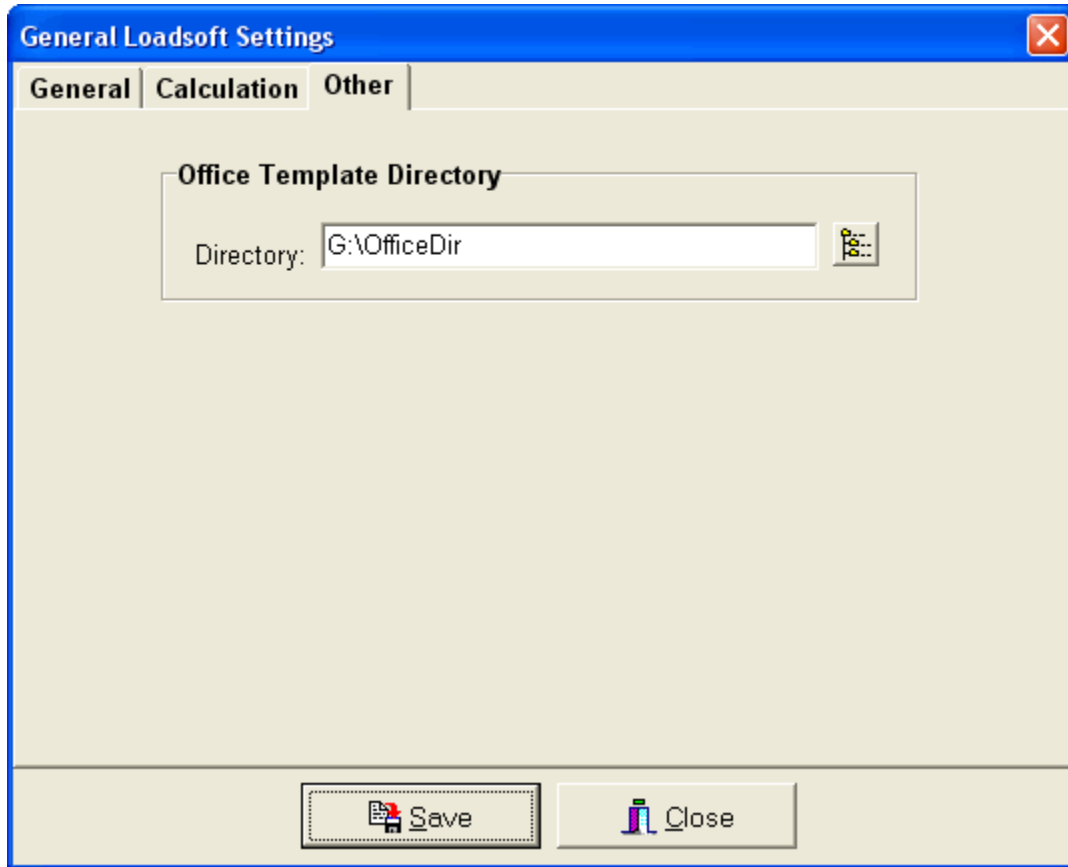 General Loadsoft Settings
General Calculation Other
Office Template Directory
Directory: G:\OfficeDir
Save Close